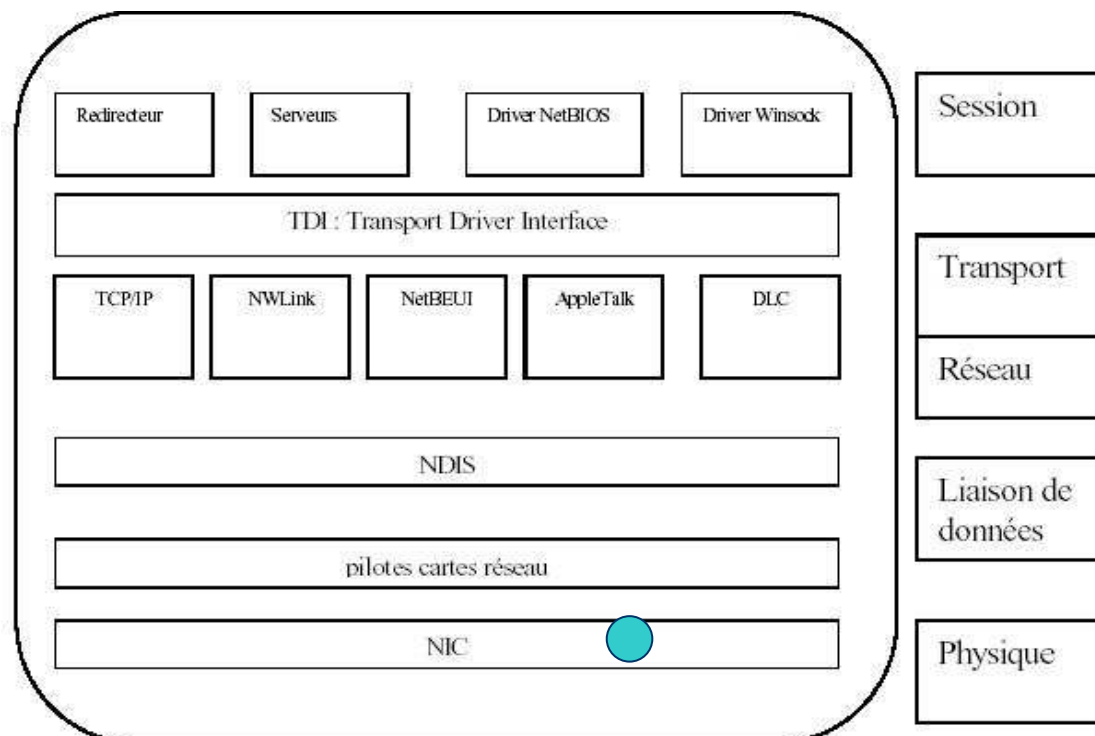 Redirecteur
Serveurs
Driver NetBIOS
Driver Winsock
Session
TDI : Transport Driver Interface
TCP/IP
NWLink
NetBEUI
AppleTalk
DLC
Transport
Réseau
NDIS
Liaison de
données
pilotes cartes réseau
NIC
Physique